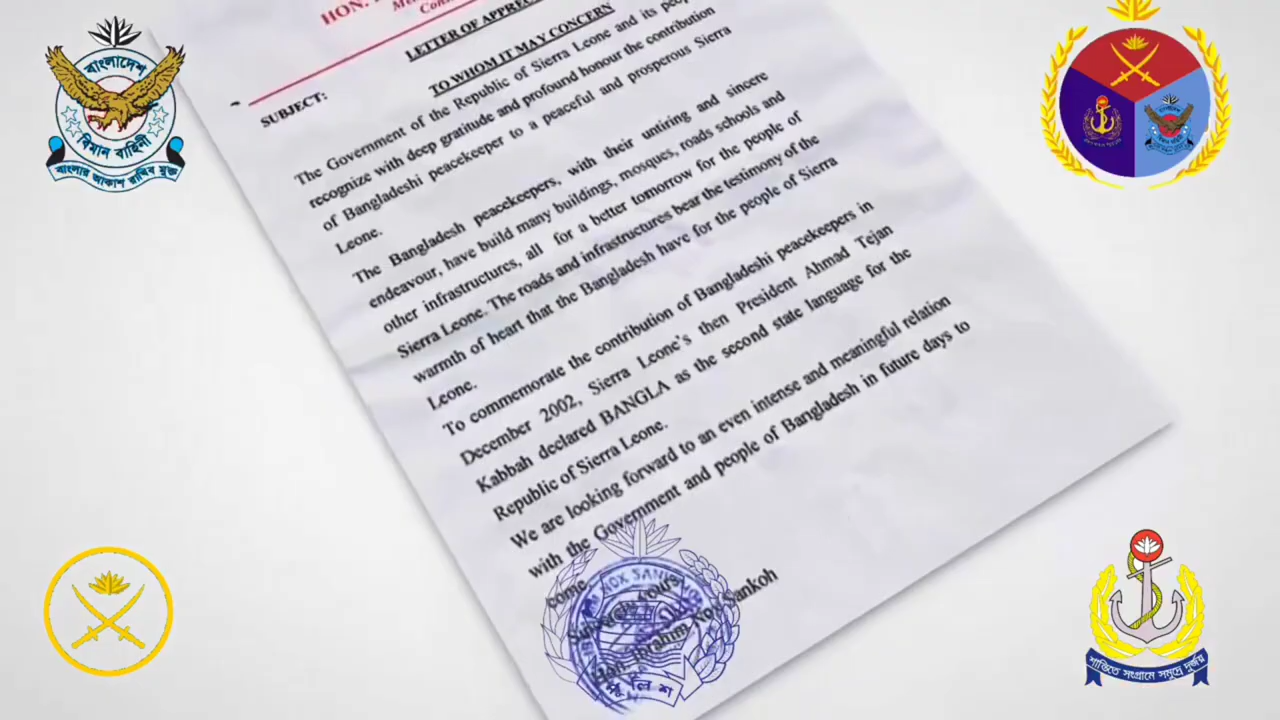 HON.
LETTER OF
TO WHOM IT MAY CONCERN
SUBJECT:
The Government of the Republic of Sierra Leone and its
recognize with deep gratitude and profound honour the contribution
of Bangladeshi peacekeeper to a peaceful and prosperous Sierra
Leone.
The Bangladesh peacekeepers, with their untiring and sincere
endeavour, have build many buildings, mosques, roads schools and
other infrastructures, all for a better tomorrow for the people of
Sierra Leone. The roads and infrastructures bear the testimony of the
warmth of heart that the Bangladesh have for the people of Sierra
Leone.
To commemorate the contribution of Bangladeshi peacekeepers in
December 2002, Sierra Leone's then President Ahmad Tejan
Kabbah declared BANGLA as the second state language for the
Republic of Sierra Leone.
We are looking forward to an even intense and meaningful relation
with the Government and people of Bangladesh in future days to
come
Hon. Ibrahim Nox Sankoh
পুলিশ
বাংলাদেশ
বিমান বাহিনী
বাংলার আকাশ রাখিব মুক্ত
শান্তিতে সংগ্রামে সমুদ্রে দুর্জয়